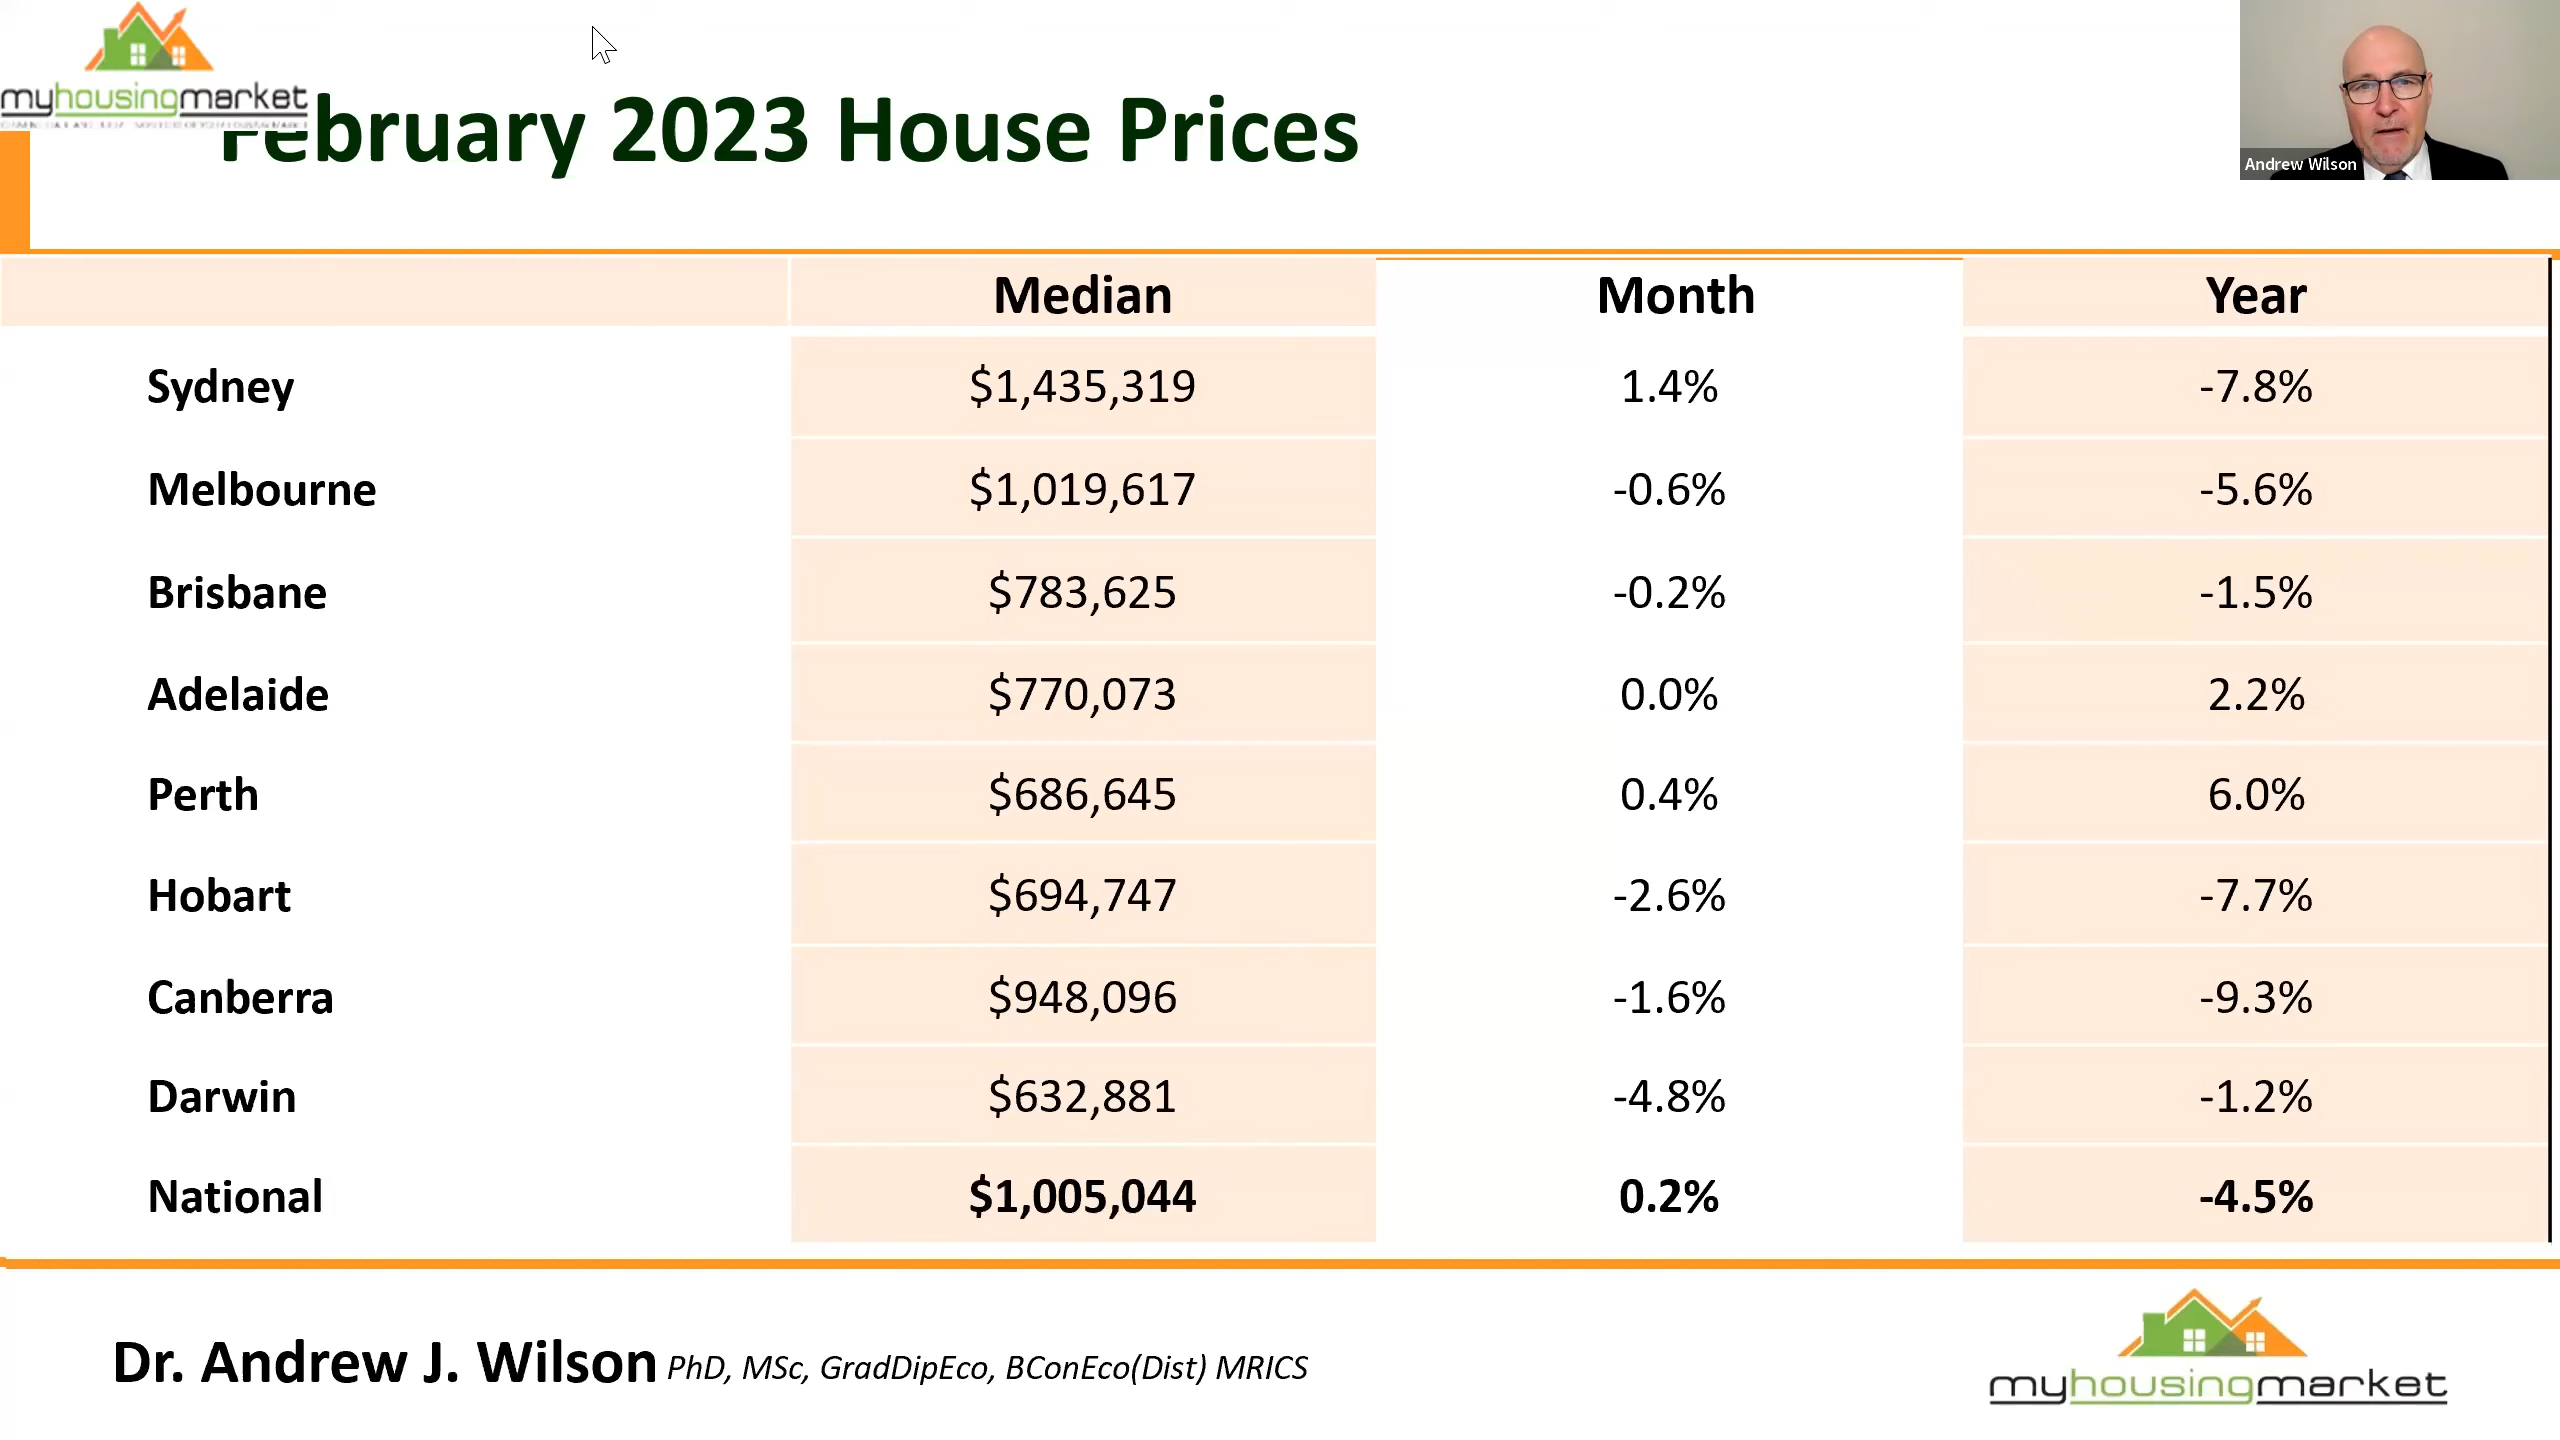 myhousingmarket
February 2023 House Prices
Andrew Wilson
Median Month Year
Sydney $1,435,319 1.4% -7.8%
Melbourne $1,019,617 -0.6% -5.6%
Brisbane $783,625 -0.2% -1.5%
Adelaide $770,073 0.0% 2.2%
Perth $686,645 0.4% 6.0%
Hobart $694,747 -2.6% -7.7%
Canberra $948,096 -1.6% -9.3%
Darwin $632,881 -4.8% -1.2%
National $1,005,044 0.2% -4.5%
Dr. Andrew J. Wilson PhD, MSc, GradDipEco, BConEco(Dist) MRICS
myhousingmarket